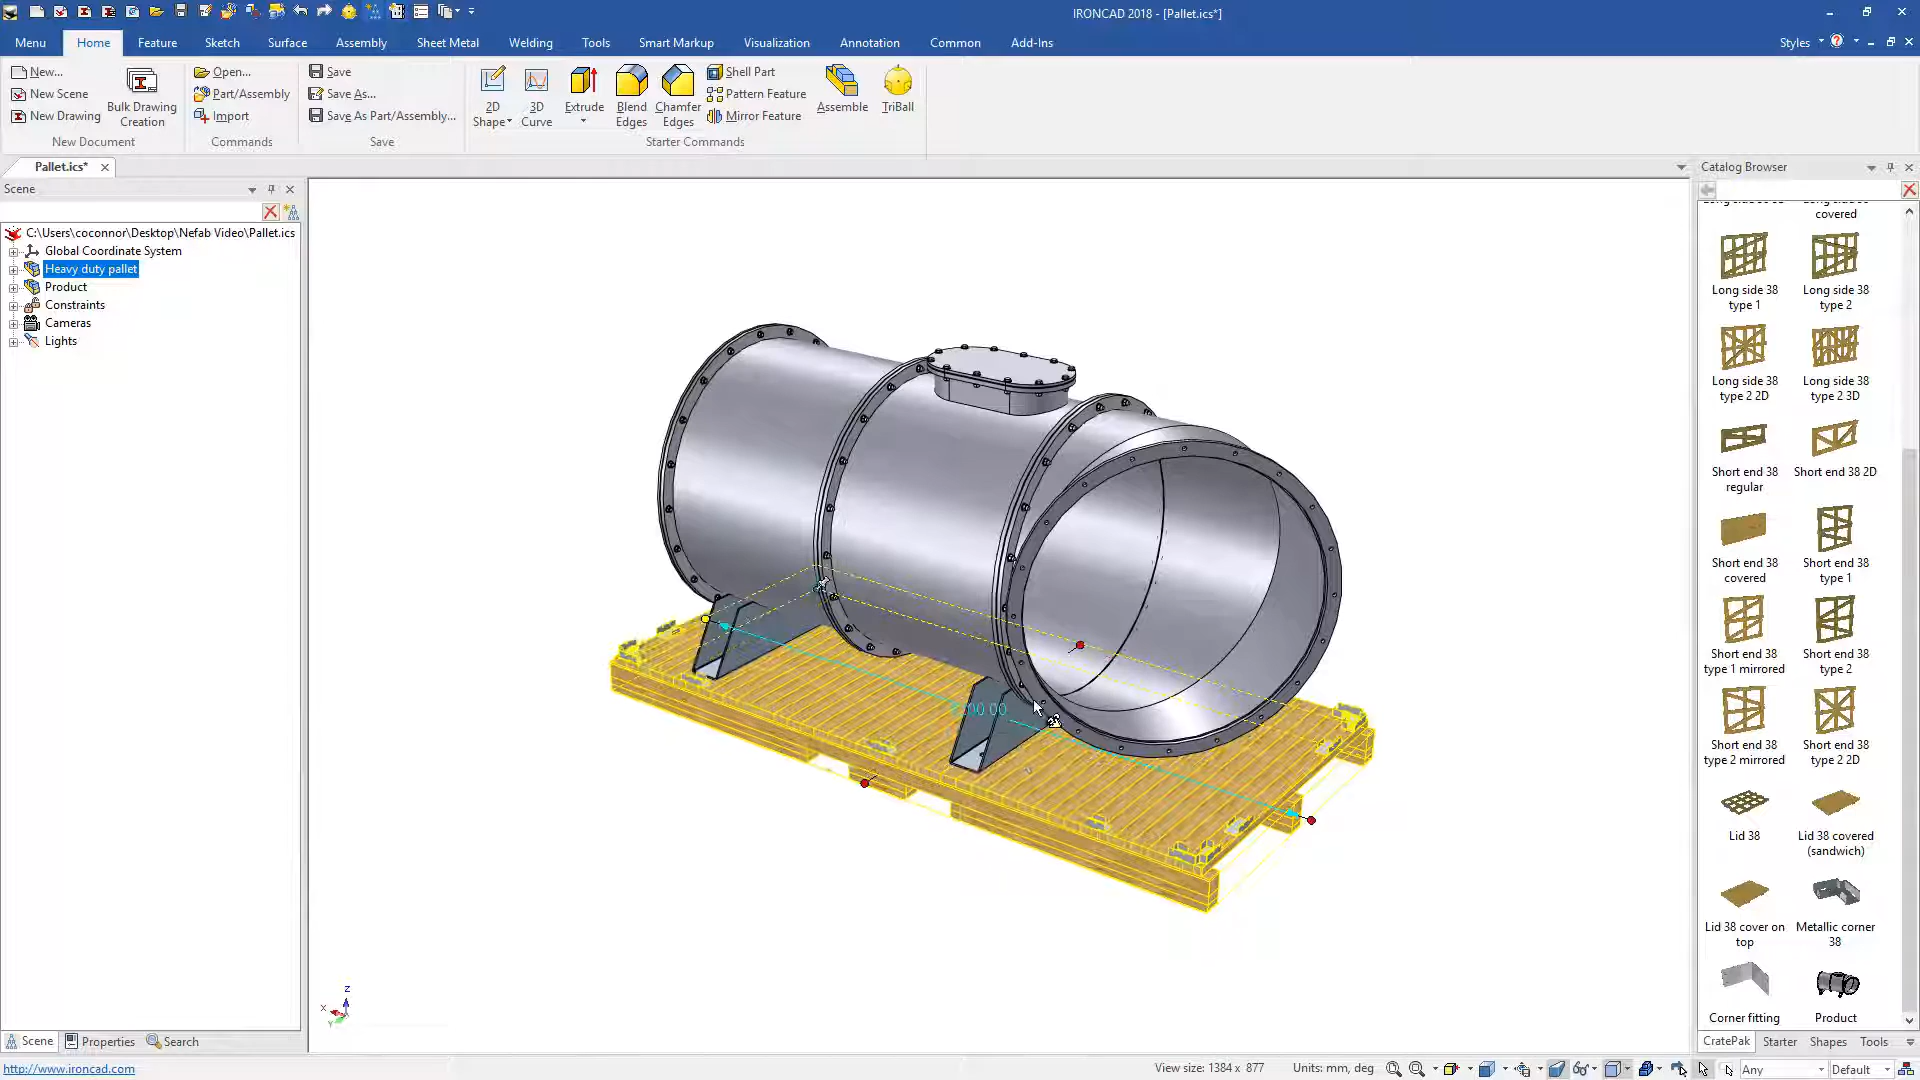 IRONCAD 2018 - [Pallet.ics*]
Menu Home Feature Sketch Surface Assembly Sheet Metal Welding Tools Smart Markup Visualization Annotation Common Add-Ins Styles
New... Open... Save Shell Part
New Scene Part/Assembly Save As... Pattern Feature
New Drawing Import Save As Part/Assembly... Mirror Feature
Bulk Drawing Creation
2D Shape
3D Curve
Extrude
Blend Edges
Chamfer Edges
Assemble
TriBall
New Document Commands Save Starter Commands
Pallet.ics*
Catalog Browser
Scene
C:\Users\coconnor\Desktop\Nefab Video\Pallet.ics
Global Coordinate System
Heavy duty pallet
Product
Constraints
Cameras
Lights
covered
Long side 38 type 1
Long side 38 type 2
Long side 38 type 2 2D
Long side 38 type 2 3D
Short end 38 regular
Short end 38 2D
Short end 38 covered
Short end 38 type 1
Short end 38 type 1 mirrored
Short end 38 type 2
Short end 38 type 2 mirrored
Short end 38 type 2 2D
Lid 38
Lid 38 covered (sandwich)
Lid 38 cover on top
Metallic corner 38
Corner fitting
Product
Z
X
Y
Scene Properties Search
CratePak Starter Shapes Tools
http://www.ironcad.com
View size: 1384 x 877 Units: mm, deg Any Default